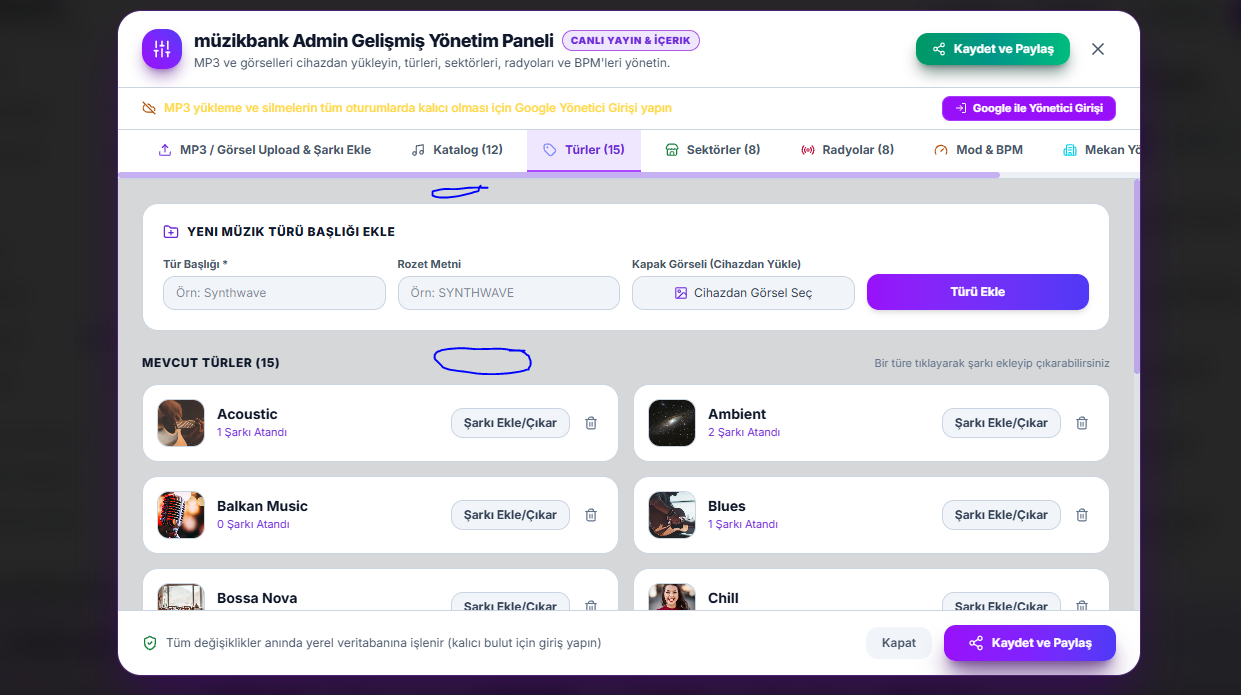 müzikbank Admin Gelişmiş Yönetim Paneli
CANLI YAYIN & İÇERIK
MP3 ve görselleri cihazdan yükleyin, türleri, sektörleri, radyoları ve BPM'leri yönetin.
Kaydet ve Paylaş
MP3 yükleme ve silmelerin tüm oturumlarda kalıcı olması için Google Yönetici Girişi yapın
Google ile Yönetici Girişi
MP3 / Görsel Upload & Şarkı Ekle
Katalog (12)
Türler (15)
Sektörler (8)
Radyolar (8)
Mod & BPM
Mekan Yö
YENI MÜZIK TÜRÜ BAŞLIĞI EKLE
Tür Başlığı *
Rozet Metni
Kapak Görseli (Cihazdan Yükle)
Örn: Synthwave
Örn: SYNTHWAVE
Cihazdan Görsel Seç
Türü Ekle
MEVCUT TÜRLER (15)
Bir türe tıklayarak şarkı ekleyip çıkarabilirsiniz
Acoustic
1 Şarkı Atandı
Şarkı Ekle/Çıkar
Ambient
2 Şarkı Atandı
Şarkı Ekle/Çıkar
Balkan Music
0 Şarkı Atandı
Şarkı Ekle/Çıkar
Blues
1 Şarkı Atandı
Şarkı Ekle/Çıkar
Bossa Nova
Şarkı Ekle/Çıkar
Chill
Şarkı Ekle/Çıkar
Tüm değişiklikler anında yerel veritabanına işlenir (kalıcı bulut için giriş yapın)
Kapat
Kaydet ve Paylaş